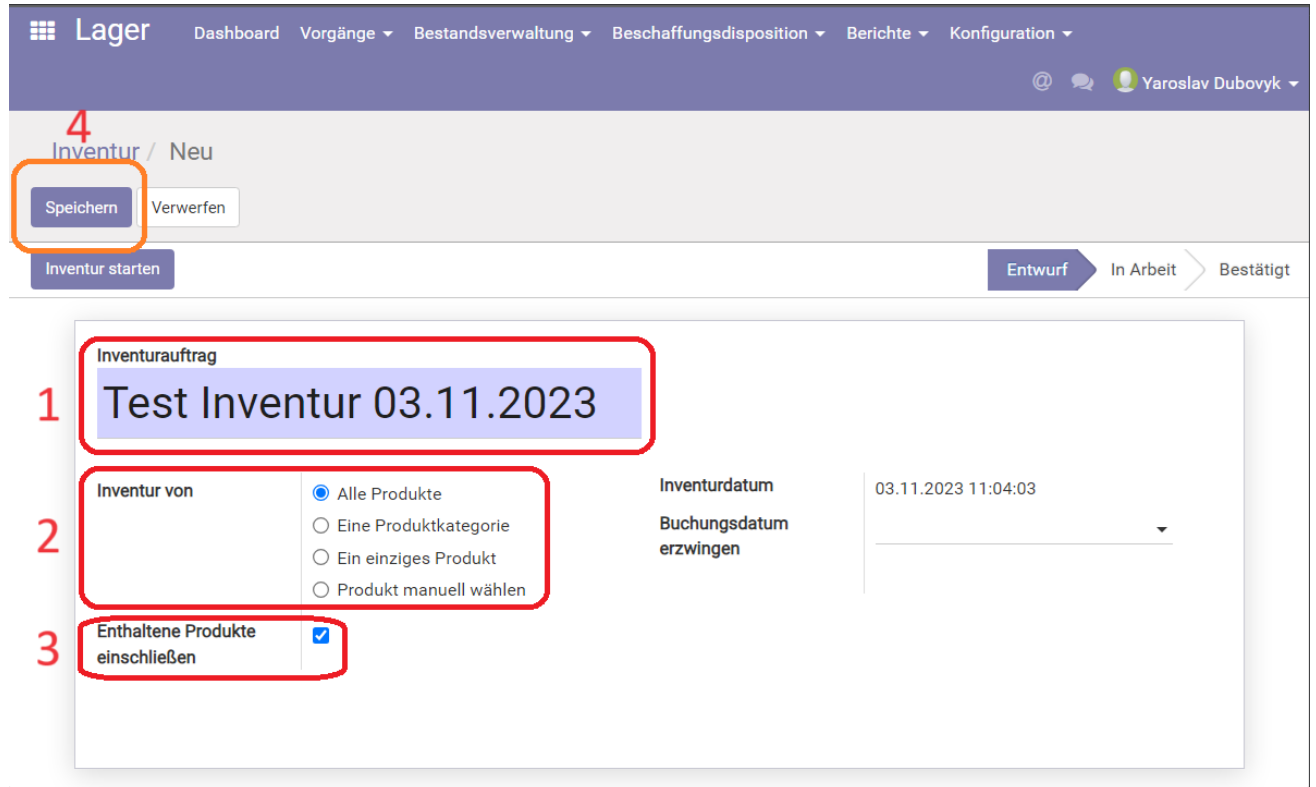 Lager Dashboard Vorgänge Bestandsverwaltung Beschaffungsdisposition Berichte Konfiguration
@ Yaroslav Dubovyk
4
Inventur / Neu
Speichern Verwerfen
Inventur starten Entwurf In Arbeit Bestätigt
Inventurauftrag
1 Test Inventur 03.11.2023
Inventur von Alle Produkte Inventurdatum 03.11.2023 11:04:03
Eine Produktkategorie Buchungsdatum
2 Ein einziges Produkt erzwingen
Produkt manuell wählen
3 Enthaltene Produkte
einschließen